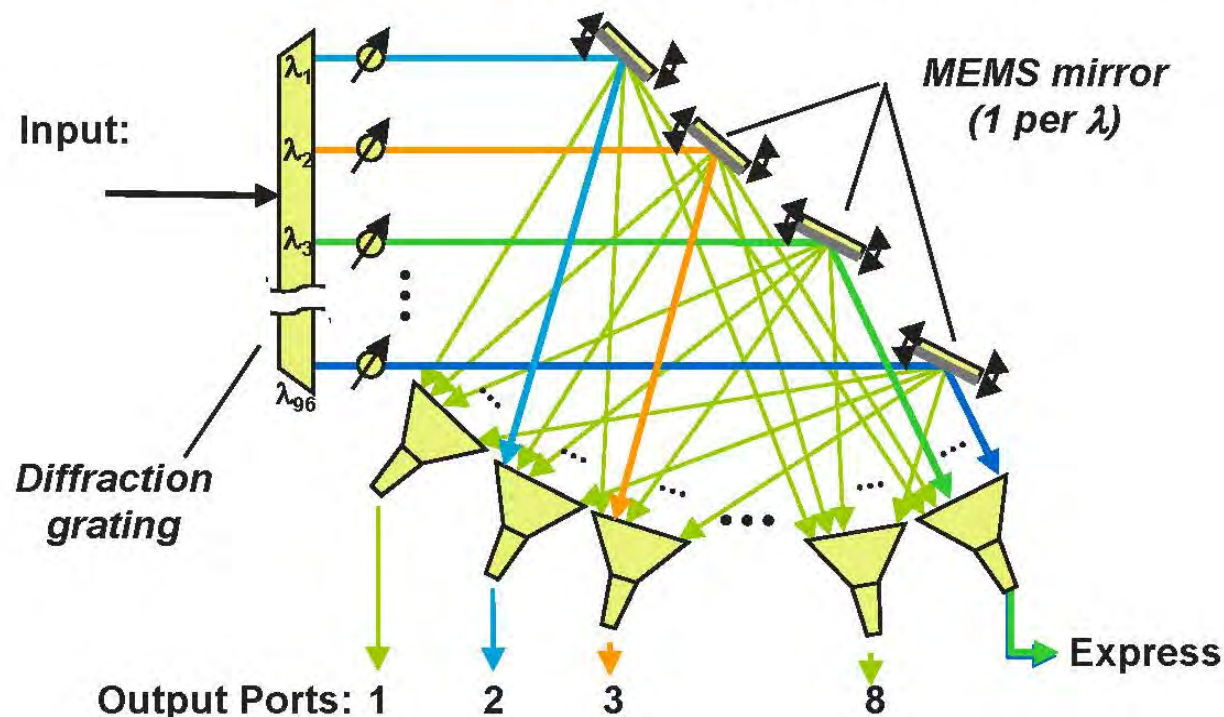 λ1
MEMS mirror
(1 per λ)
Input:
λ2
λ3
λ96
Diffraction
grating
Express
Output Ports: 1 2 3 8